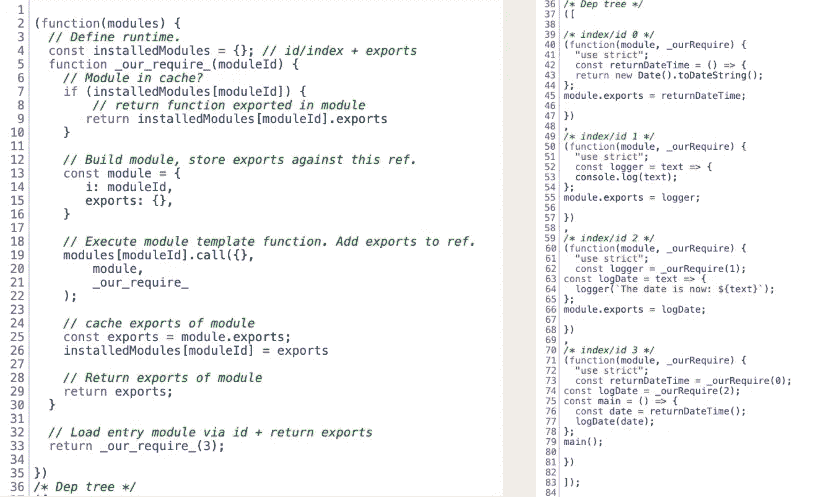 1
2 (function(modules) {
3 // Define runtime.
4 const installedModules = {}; // id/index + exports
5 function _our_require_(moduleId) {
6 // Module in cache?
7 if (installedModules[moduleId]) {
8 // return function exported in module
9 return installedModules[moduleId].exports
10 }
11
12 // Build module, store exports against this ref.
13 const module = {
14 i: moduleId,
15 exports: {},
16 }
17
18 // Execute module template function. Add exports to ref.
19 modules[moduleId].call({},
20 module,
21 _our_require_
22 );
23
24 // cache exports of module
25 const exports = module.exports;
26 installedModules[moduleId] = exports
27
28 // Return exports of module
29 return exports;
30 }
31
32 // Load entry module via id + return exports
33 return _our_require_(3);
34
35 })
36 /* Dep tree */
36 /* Dep tree */
37 ([
38
39 /* index/id 0 */
40 (function(module, _ourRequire) {
41 "use strict";
42 const returnDateTime = () => {
43 return new Date().toDateString();
44 };
45 module.exports = returnDateTime;
46
47 })
48 ,
49 /* index/id 1 */
50 (function(module, _ourRequire) {
51 "use strict";
52 const logger = text => {
53 console.log(text);
54 };
55 module.exports = logger;
56
57 })
58 ,
59 /* index/id 2 */
60 (function(module, _ourRequire) {
61 "use strict";
62 const logger = _ourRequire(1);
63 const logDate = text => {
64 logger(`The date is now: ${text}`);
65 };
66 module.exports = logDate;
67
68 })
69 ,
70 /* index/id 3 */
71 (function(module, _ourRequire) {
72 "use strict";
73 const returnDateTime = _ourRequire(0);
74 const logDate = _ourRequire(2);
75 const main = () => {
76 const date = returnDateTime();
77 logDate(date);
78 };
79 main();
80
81 })
82
83 ]);
84